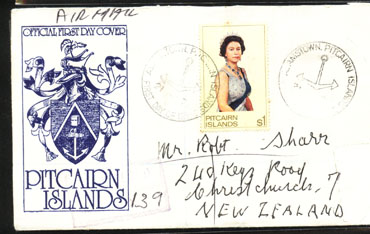 AIR MAIL
OFFICIAL FIRST DAY COVER
PITCAIRN
ISLANDS
139
ADAMSTOWN, PITCAIRN ISLAND
PITCAIRN
ISLANDS $1
Mr. Robt Sharr
240 Keys Road
Christchurch, 7
NEW ZEALAND